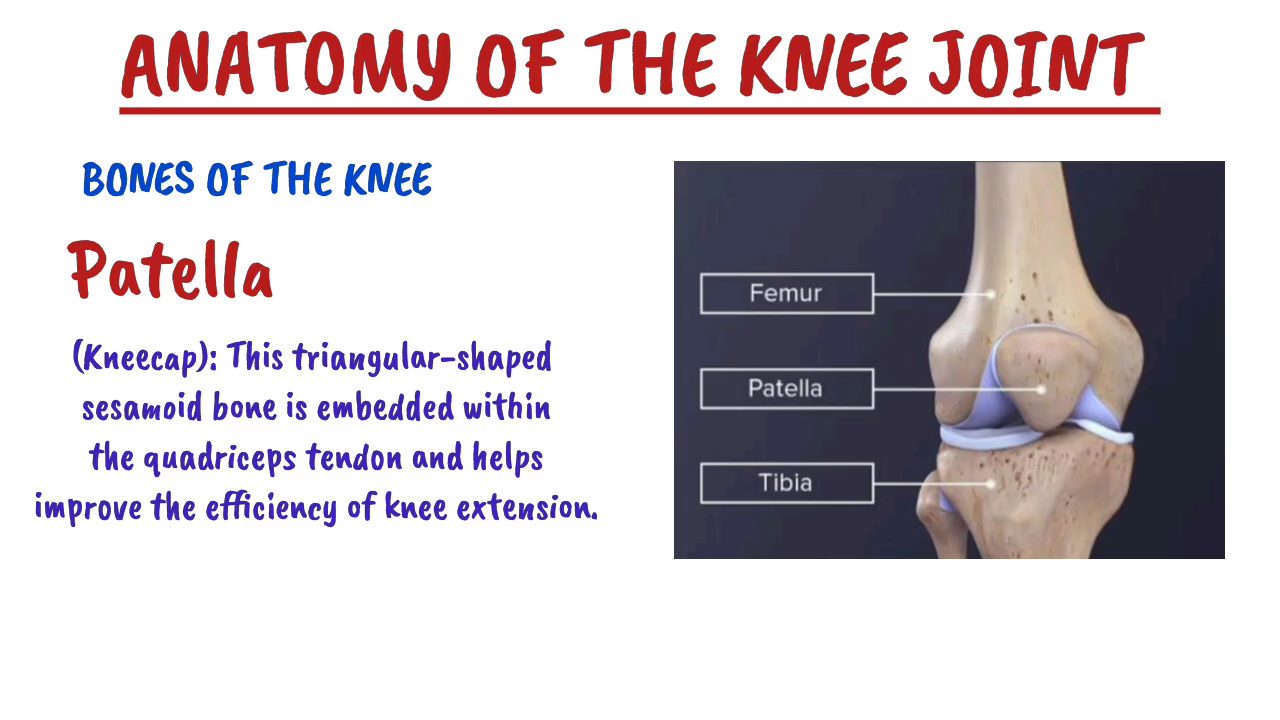 ANATOMY OF THE KNEE JOINT
BONES OF THE KNEE
Patella
(Kneecap): This triangular-shaped
sesamoid bone is embedded within
the quadriceps tendon and helps
improve the efficiency of knee extension.
Femur
Patella
Tibia